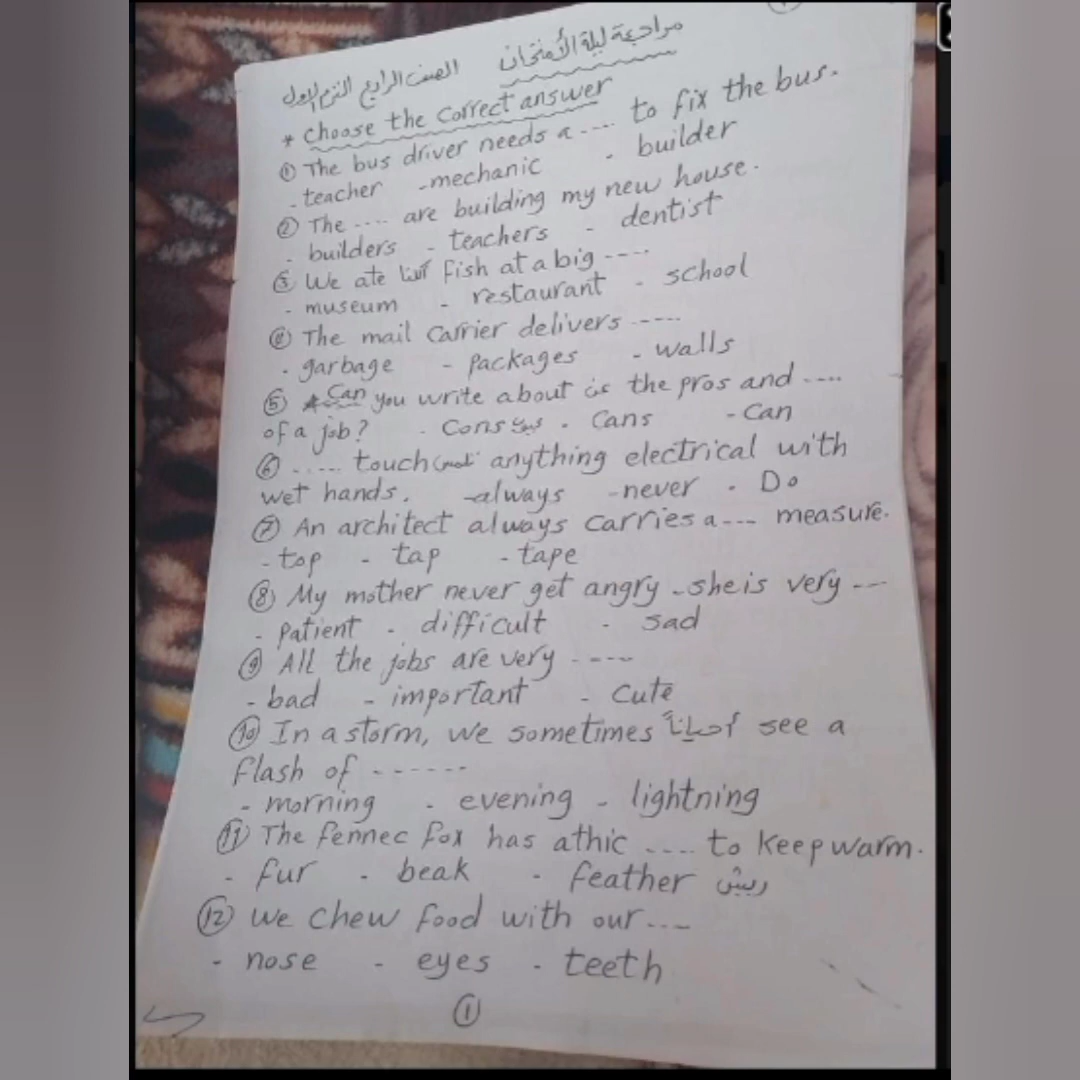 مراجعة ليلة الأمتحان
الصف الرابع الترم الاول
* Choose the Correct answer
① The bus driver needs a .... to fix the bus.
- teacher - mechanic - builder
② The .... are building my new house.
- builders - teachers - dentist
③ We ate أكلنا fish at a big ----.
- museum - restaurant - school
④ The mail carrier delivers -----.
- garbage - packages - walls
⑤ Can you write about عن the pros and ....
of a job? - Cons عيوب - Cans - Can
⑥ ..... touch anything electrical with
wet hands. -always -never - Do
⑦ An architect always carries a --- measure.
- top - tap - tape
⑧ My mother never get angry - she is very ---
- patient - difficult - sad
⑨ All the jobs are very ----
- bad - important - cute
⑩ In a storm, we sometimes أحياناً see a
flash of ------
- morning - evening - lightning
⑪ The fennec fox has a thic .... to keep warm.
- fur - beak - feather ريش
⑫ We chew food with our ....
- nose - eyes - teeth
①